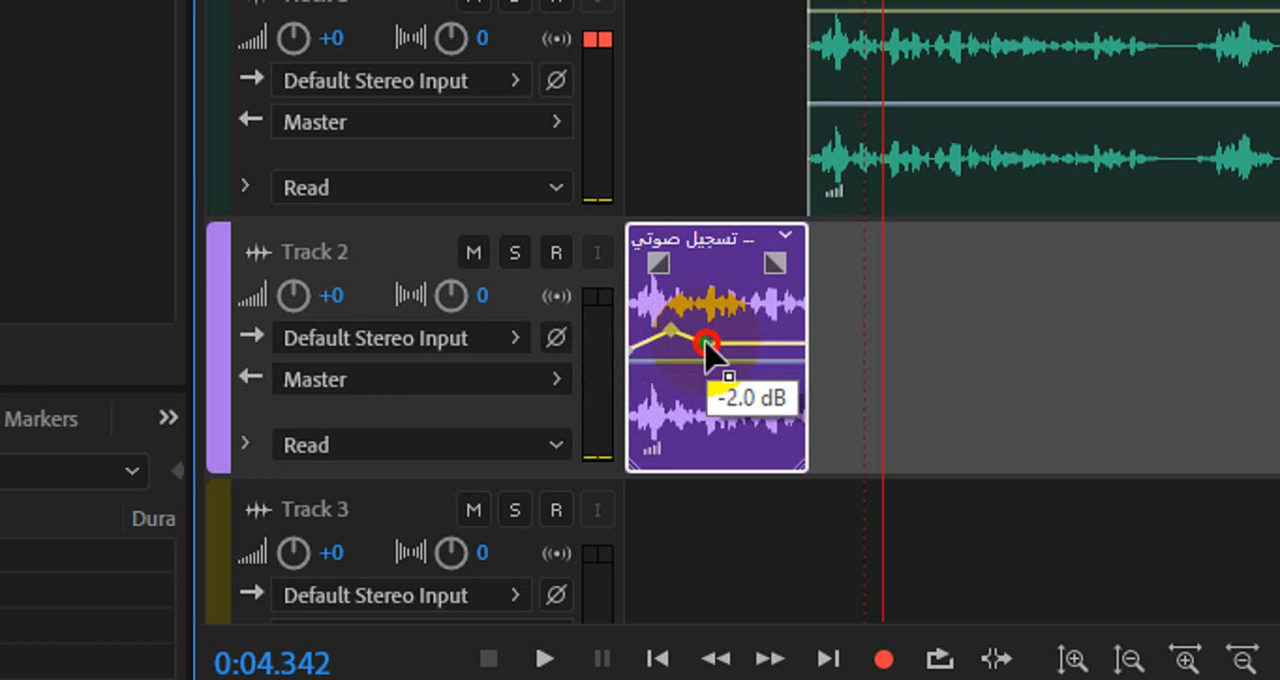 +0 0
Default Stereo Input
Master
Read
Track 2 M S R I
تسجيل صوتي --
+0 0
Default Stereo Input
Master
-2.0 dB
Markers
Read
Track 3 M S R I
Dura
+0 0
Default Stereo Input
0:04.342